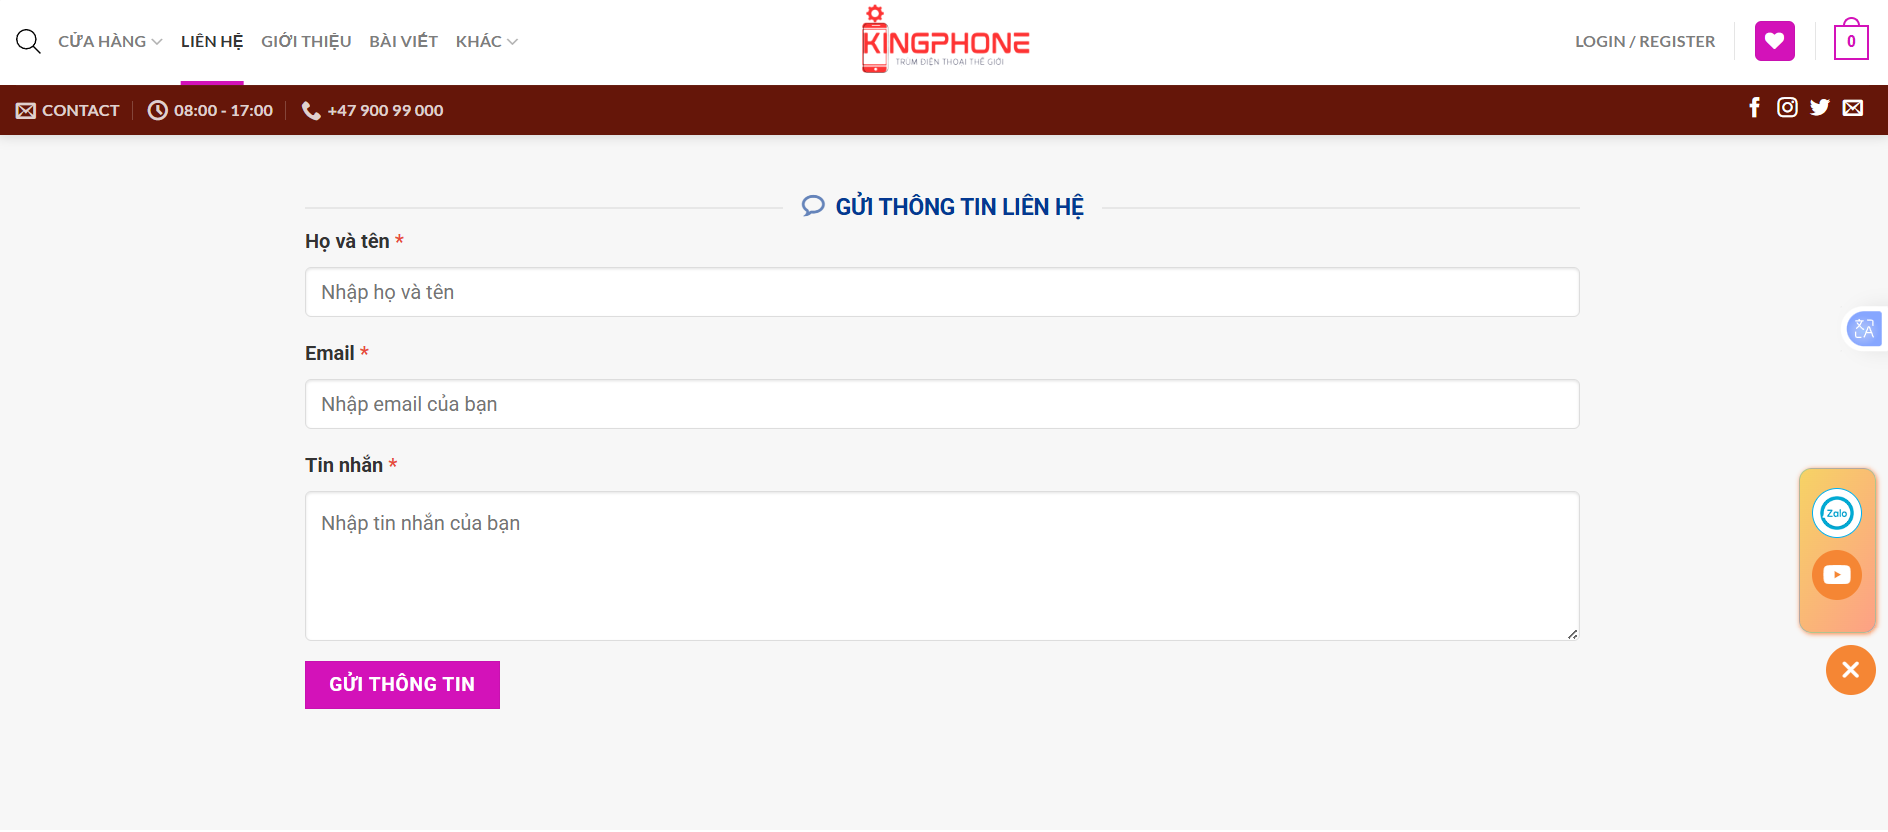 CỬA HÀNG
LIÊN HỆ
GIỚI THIỆU
BÀI VIẾT
KHÁC
KINGPHONE
TRÙM ĐIỆN THOẠI THẾ GIỚI
LOGIN / REGISTER
0
CONTACT
08:00 - 17:00
+47 900 99 000
GỬI THÔNG TIN LIÊN HỆ
Họ và tên *
Nhập họ và tên
Email *
Nhập email của bạn
Tin nhắn *
Nhập tin nhắn của bạn
GỬI THÔNG TIN
文A
Zalo